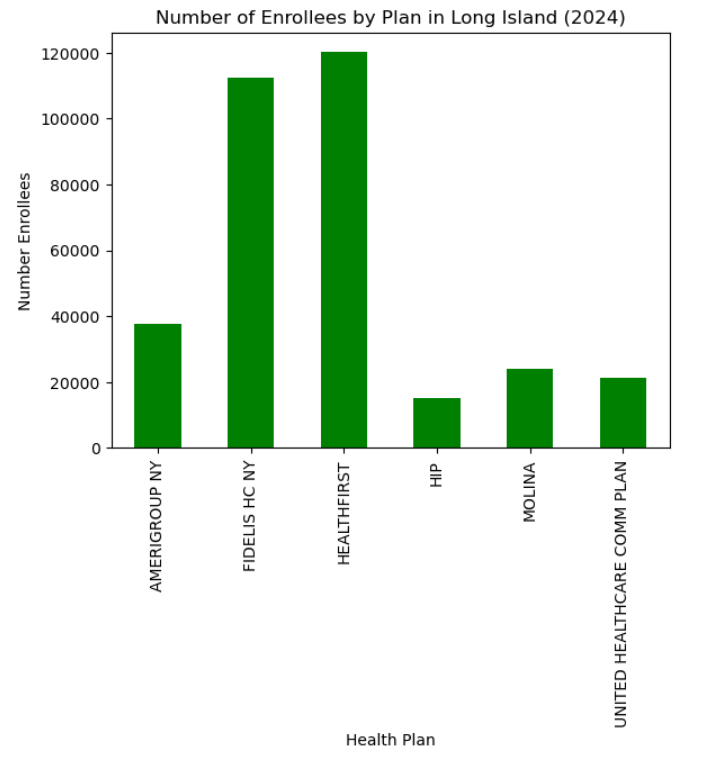 Number of Enrollees by Plan in Long Island (2024)
Number Enrollees
120000
100000
80000
60000
40000
20000
0
AMERIGROUP NY
FIDELIS HC NY
HEALTHFIRST
HIP
MOLINA
UNITED HEALTHCARE COMM PLAN
Health Plan